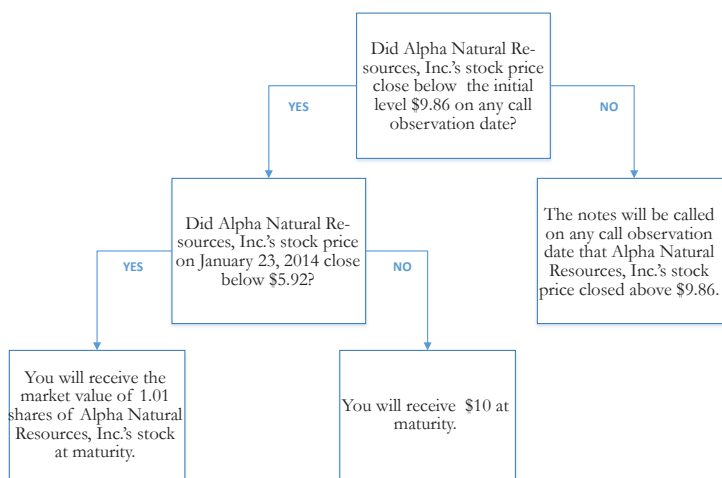 Did Alpha Natural Re-
sources, Inc.'s stock price
close below the initial
level $9.86 on any call
observation date?
YES
NO
Did Alpha Natural Re-
sources, Inc.'s stock price
on January 23, 2014 close
below $5.92?
The notes will be called
on any call observation
date that Alpha Natural
Resources, Inc.'s stock
price closed above $9.86.
YES
NO
You will receive the
market value of 1.01
shares of Alpha Natural
Resources, Inc.'s stock
at maturity.
You will receive $10 at
maturity.